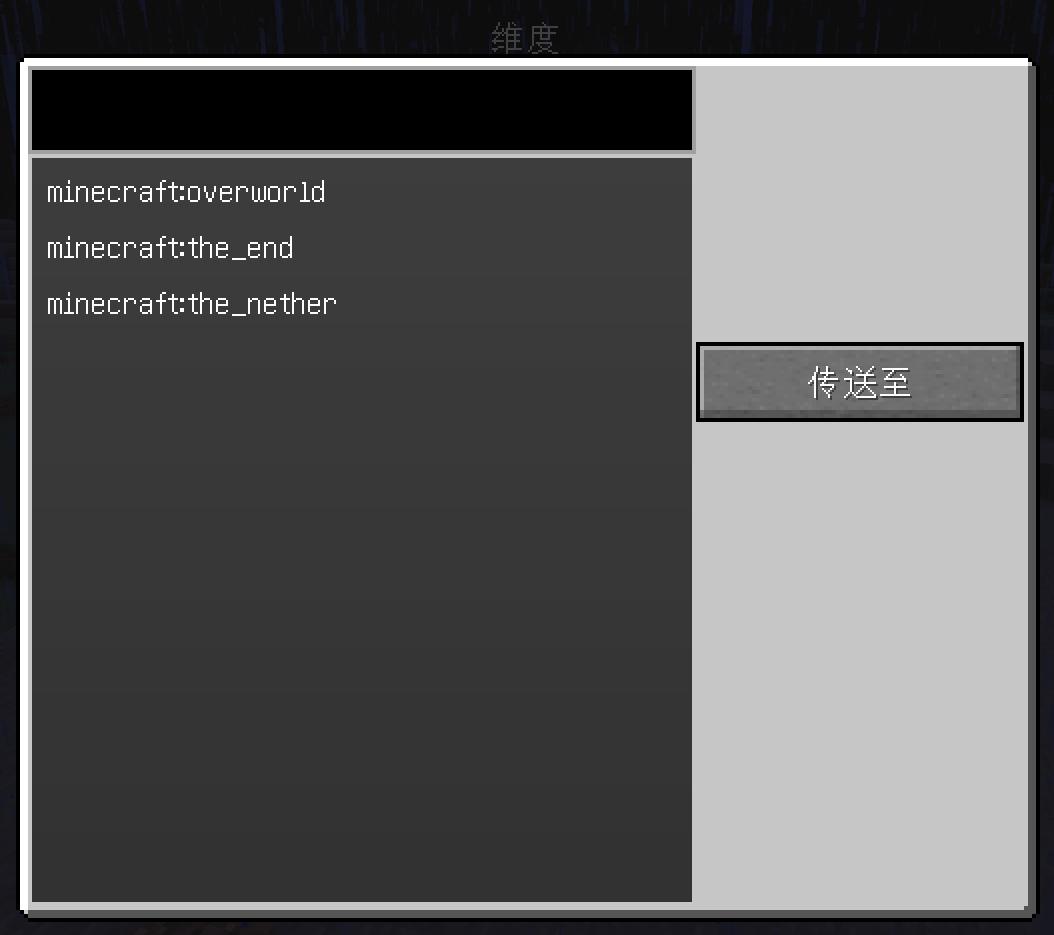 维度
minecraft:overworld
minecraft:the_end
minecraft:the_nether
传送至